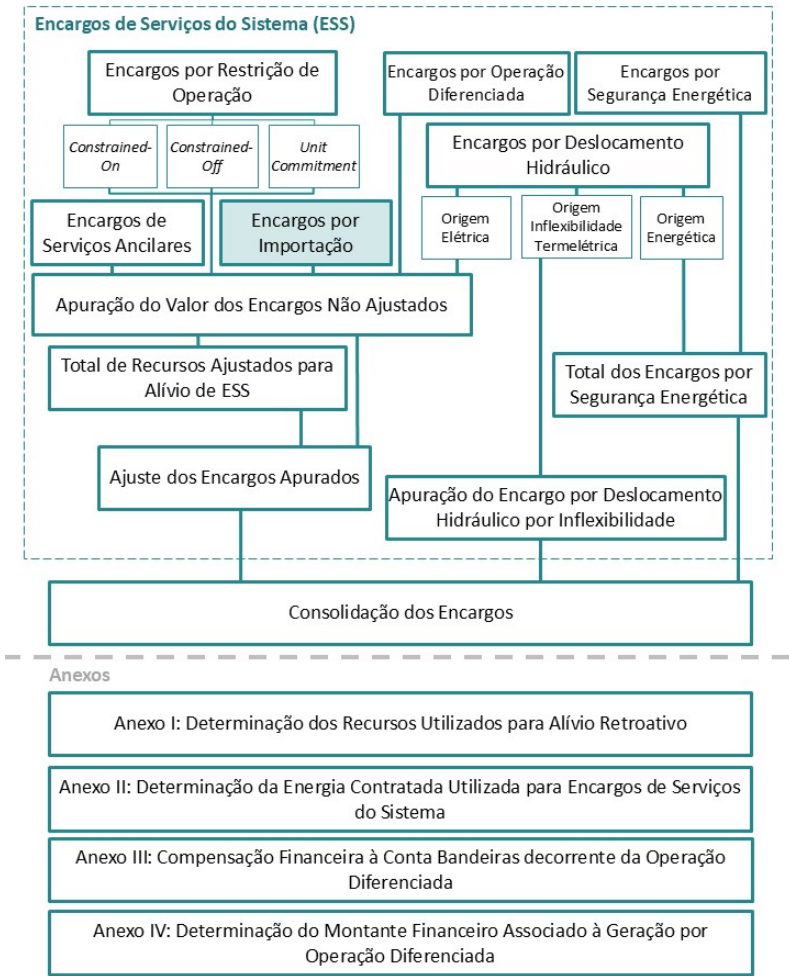 Encargos de Serviços do Sistema (ESS)
Encargos por Restrição de
Operação
Constrained-
On
Constrained-
Off
Unit
Commitment
Encargos por Operação
Diferenciada
Encargos por
Segurança Energética
Encargos por Deslocamento
Hidráulico
Encargos de
Serviços Ancilares
Encargos por
Importação
Origem
Elétrica
Origem
Inflexibilidade
Termelétrica
Origem
Energética
Apuração do Valor dos Encargos Não Ajustados
Total de Recursos Ajustados para
Alívio de ESS
Total dos Encargos por
Segurança Energética
Ajuste dos Encargos Apurados
Apuração do Encargo por Deslocamento
Hidráulico por Inflexibilidade
Consolidação dos Encargos
Anexos
Anexo I: Determinação dos Recursos Utilizados para Alívio Retroativo
Anexo II: Determinação da Energia Contratada Utilizada para Encargos de Serviços
do Sistema
Anexo III: Compensação Financeira à Conta Bandeiras decorrente da Operação
Diferenciada
Anexo IV: Determinação do Montante Financeiro Associado à Geração por
Operação Diferenciada